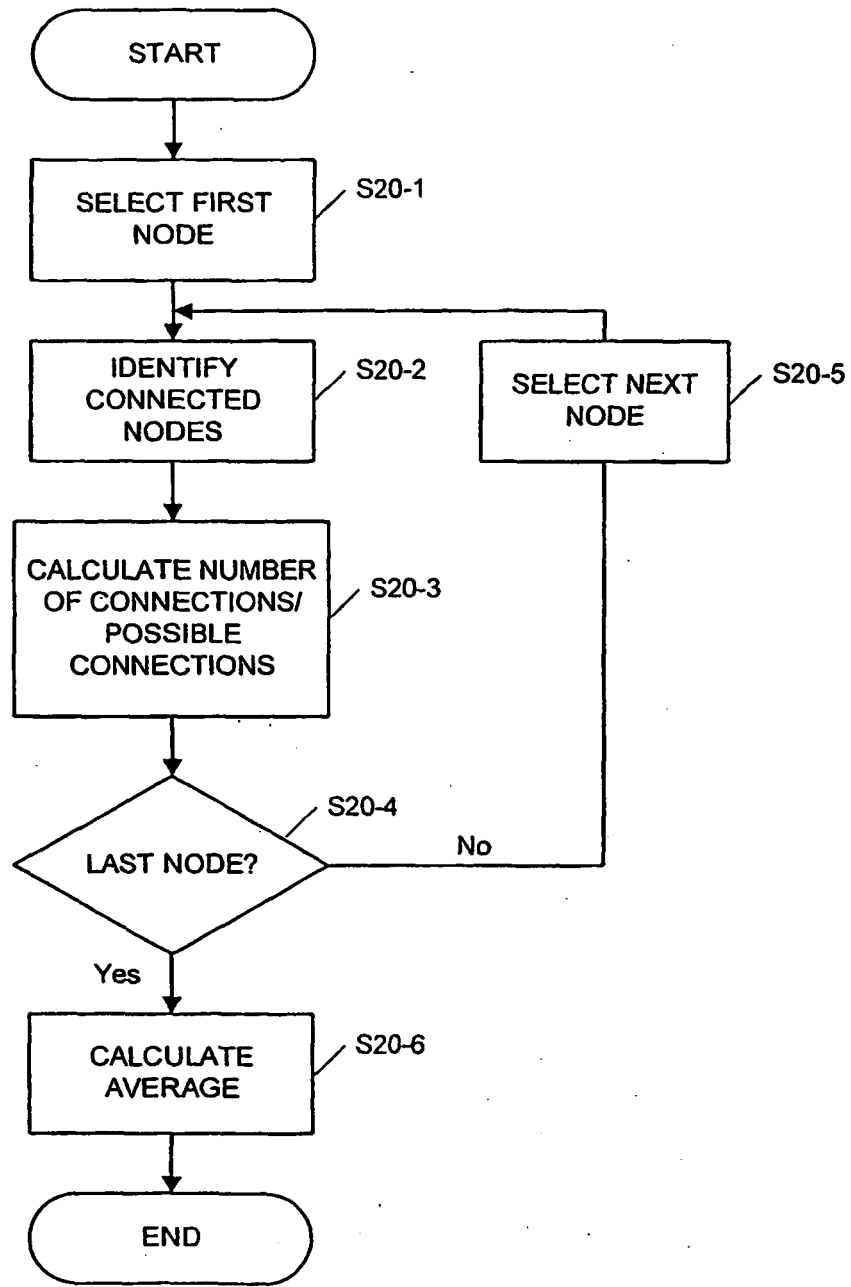 START
SELECT FIRST
NODE
S20-1
IDENTIFY
CONNECTED
NODES
S20-2
SELECT NEXT
NODE
S20-5
CALCULATE NUMBER
OF CONNECTIONS/
POSSIBLE
CONNECTIONS
S20-3
LAST NODE?
S20-4
No
Yes
CALCULATE
AVERAGE
S20-6
END